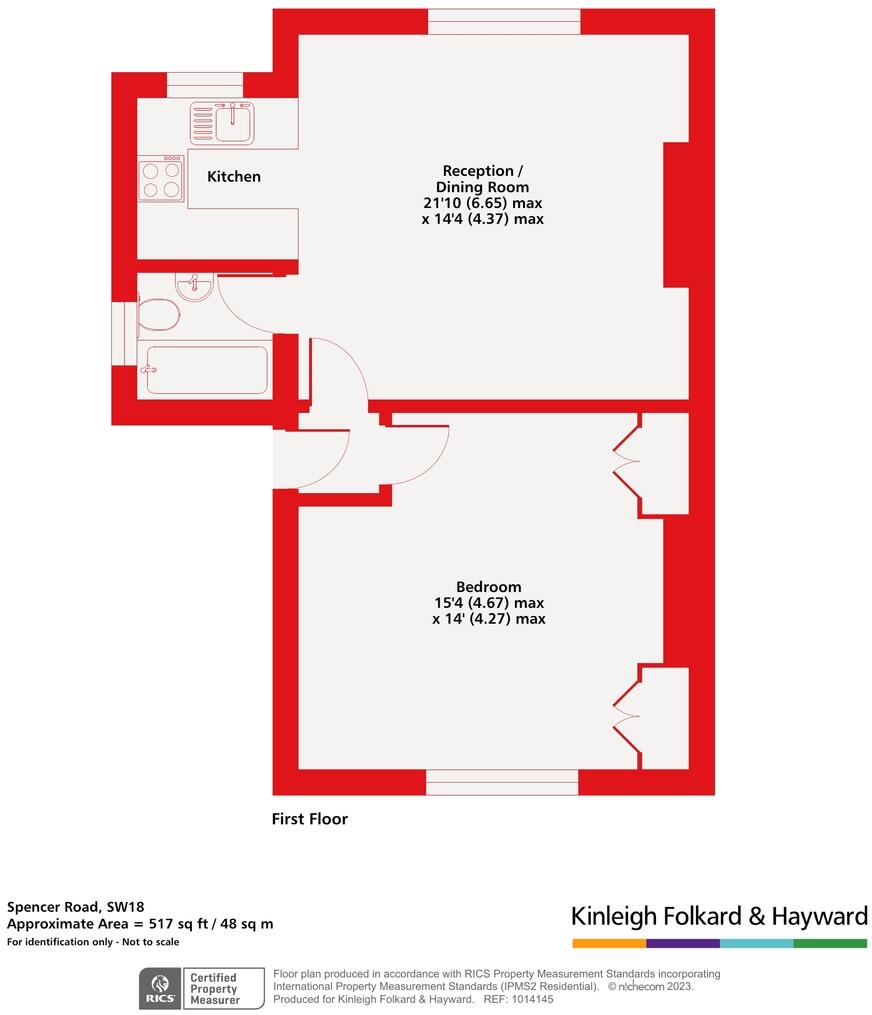 Kitchen
Reception /
Dining Room
21'10 (6.65) max
x 14'4 (4.37) max
Bedroom
15'4 (4.67) max
x 14' (4.27) max
First Floor
Spencer Road, SW18
Approximate Area = 517 sq ft / 48 sq m
For identification only - Not to scale
Kinleigh Folkard & Hayward
RICS
Certified
Property
Measurer
Floor plan produced in accordance with RICS Property Measurement Standards incorporating
International Property Measurement Standards (IPMS2 Residential). © nichecom 2023.
Produced for Kinleigh Folkard & Hayward. REF: 1014145